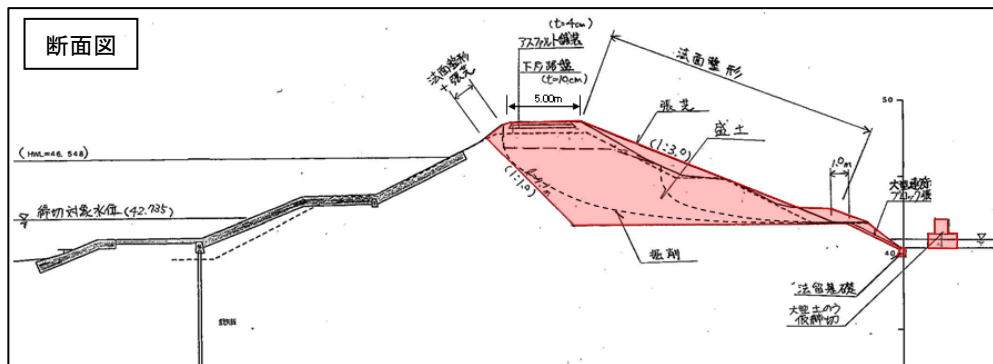 断面図
(t=4cm)
アスファルト舗装
下層路盤
(t=10cm)
5.00m
法面整形
+張芝
法面整形
張芝
盛土
(1:3.0)
(1:1.0)
1.0m
大型連節
ブロック張
50
(HWL=46.548)
締切対象水位(42.735)
掘削
40
法留基礎
大型土のう
仮締切